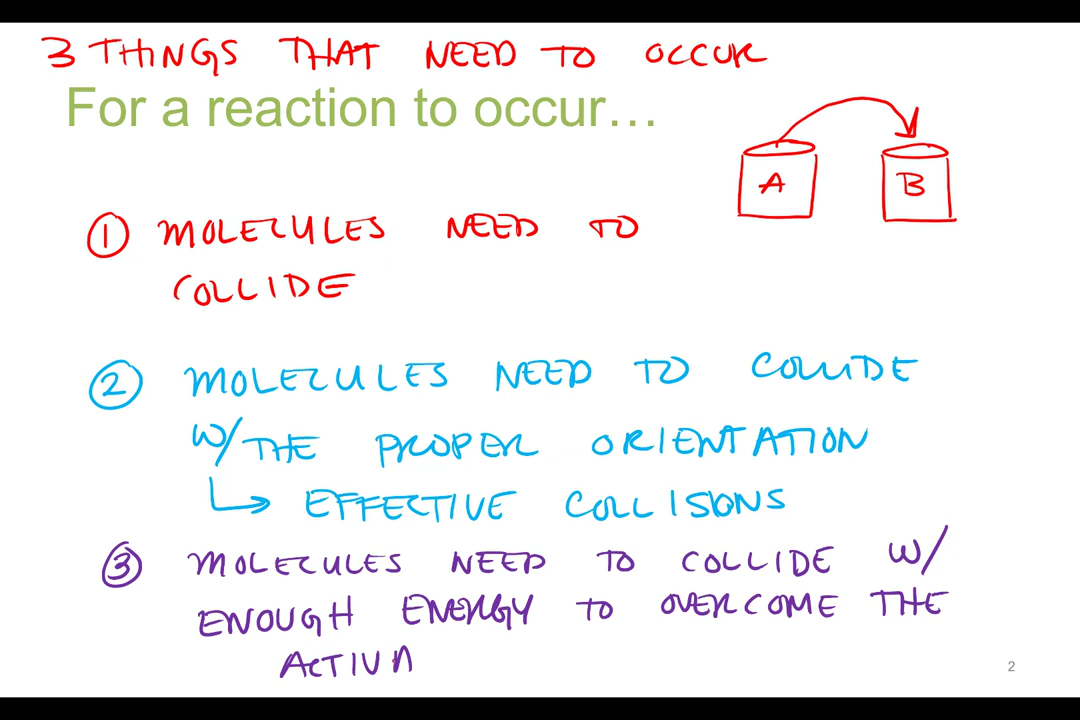 3 THINGS THAT NEED TO OCCUR
For a reaction to occur...
A B
① MOLECULES NEED TO
COLLIDE
② MOLECULES NEED TO COLLIDE
W/THE PROPER ORIENTATION
↳ EFFECTIVE COLLISIONS
③ MOLECULES NEED TO COLLIDE W/
ENOUGH ENERGY TO OVERCOME THE
ACTIVA
2